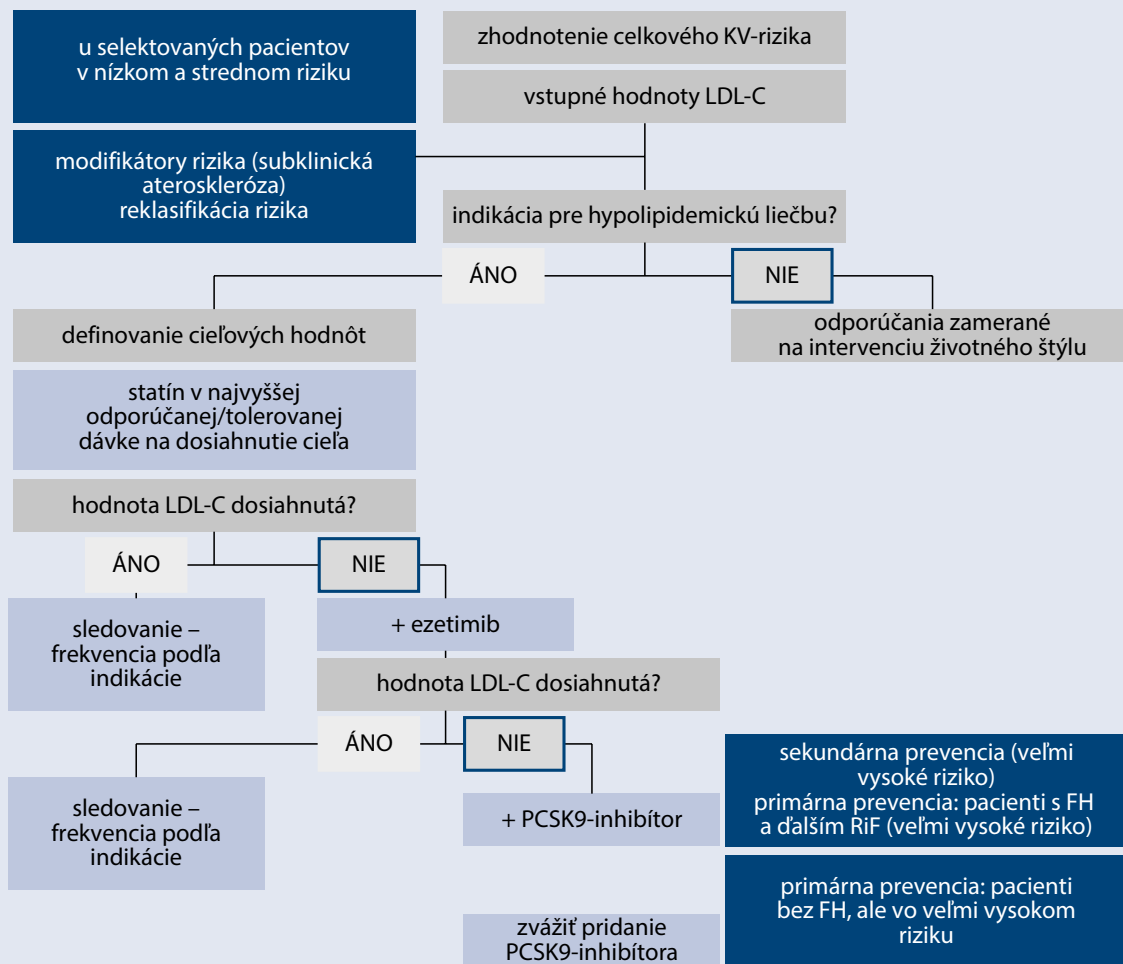 u selektovaných pacientov
v nízkom a strednom riziku
zhodnotenie celkového KV-rizika
vstupné hodnoty LDL-C
modifikátory rizika (subklinická
ateroskleróza)
reklasifikácia rizika
indikácia pre hypolipidemickú liečbu?
ÁNO
NIE
definovanie cieľových hodnôt
odporúčania zamerané
na intervenciu životného štýlu
statín v najvyššej
odporúčanej/tolerovanej
dávke na dosiahnutie cieľa
hodnota LDL-C dosiahnutá?
ÁNO
NIE
sledovanie –
frekvencia podľa
indikácie
+ ezetimib
hodnota LDL-C dosiahnutá?
ÁNO
NIE
sledovanie –
frekvencia podľa
indikácie
+ PCSK9-inhibítor
sekundárna prevencia (veľmi
vysoké riziko)
primárna prevencia: pacienti s FH
a ďalším RiF (veľmi vysoké riziko)
zvážiť pridanie
PCSK9-inhibítora
primárna prevencia: pacienti
bez FH, ale vo veľmi vysokom
riziku